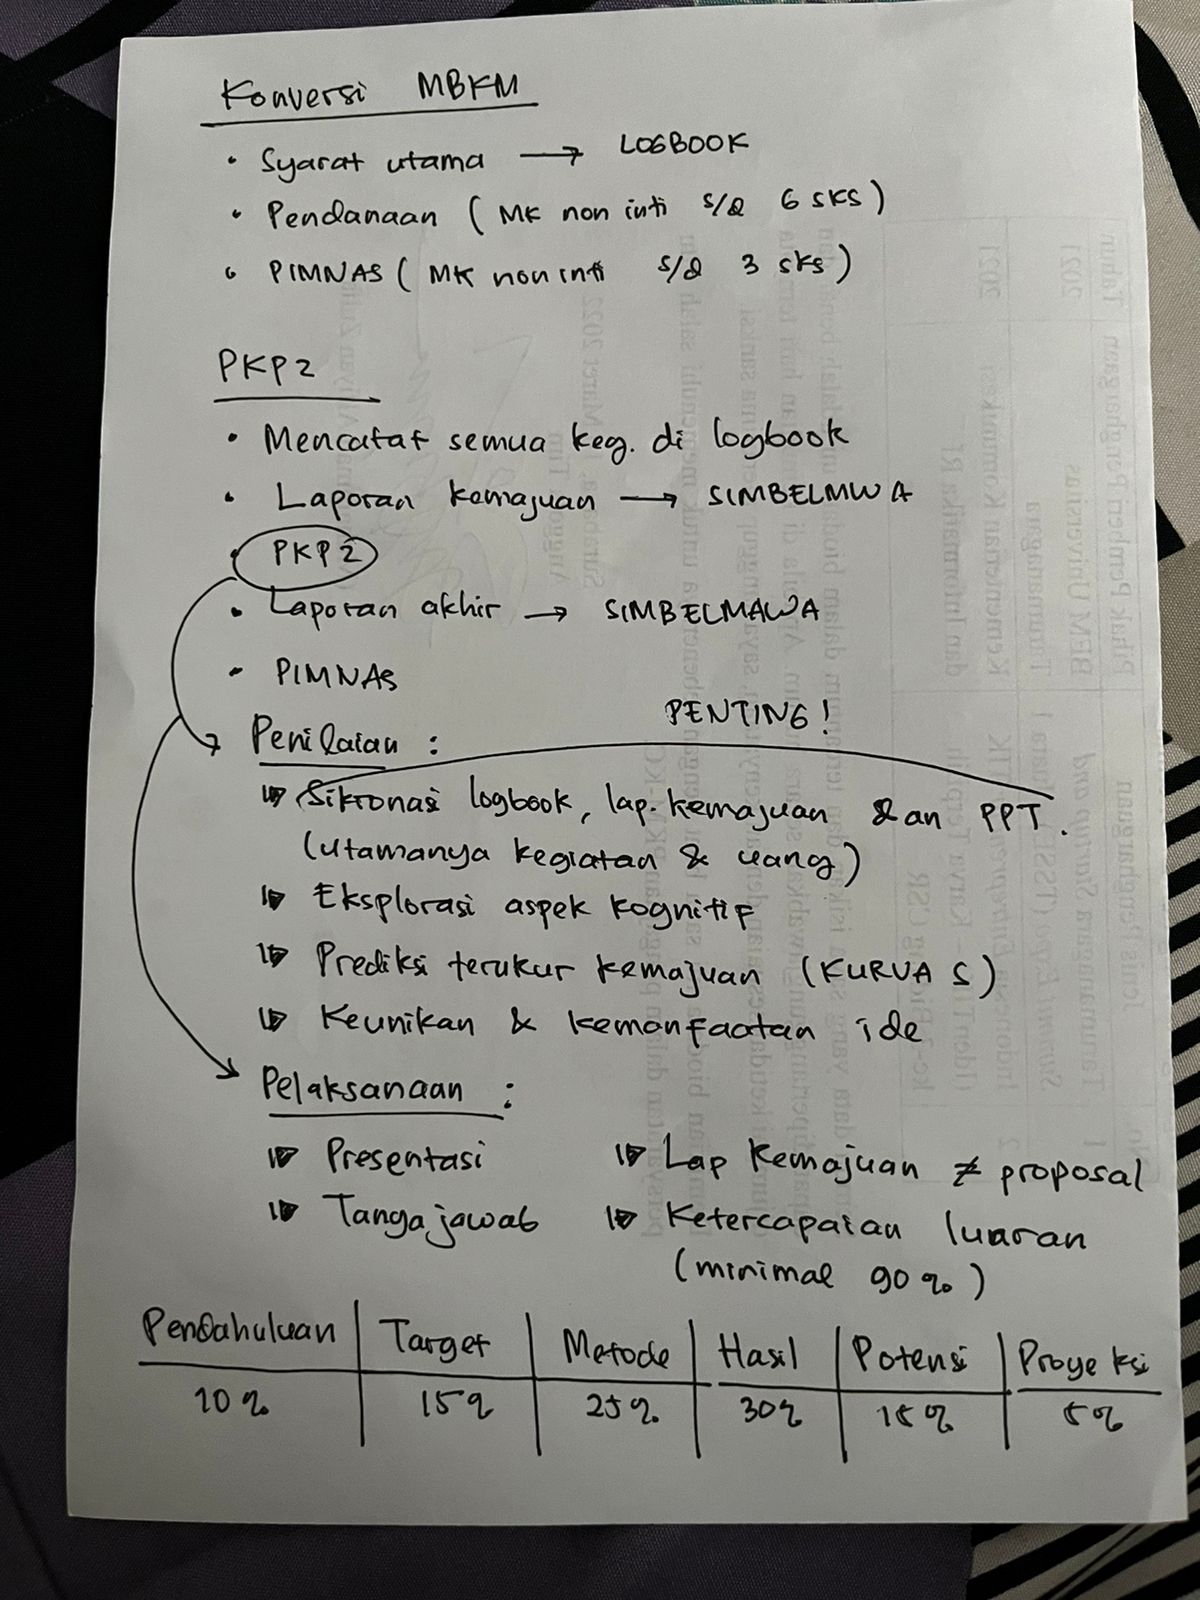 Konversi MBKM
• Syarat utama → LOGBOOK
• Pendanaan ( MK non inti s/d 6 SKS )
• PIMNAS ( MK non inti s/d 3 sks )
PKP2
• Mencatat semua keg. di logbook
• Laporan kemajuan → SIMBELMWA
• PKP2
• Laporan akhir → SIMBELMAWA
• PIMNAS
PENTING !
Penilaian :
Sikronasi logbook, lap. kemajuan dan PPT.
(utamanya kegiatan & uang)
Eksplorasi aspek kognitif
Prediksi terukur kemajuan (KURVA S)
Keunikan & kemanfaatan ide
Pelaksanaan :
Presentasi Lap Kemajuan ≠ proposal
Tanga jawab Ketercapaian luaran
(minimal 90 %)
Pendahuluan Target Metode Hasil Potensi Proyeksi
10 % 15 % 25 % 30 % 15 % 5 %